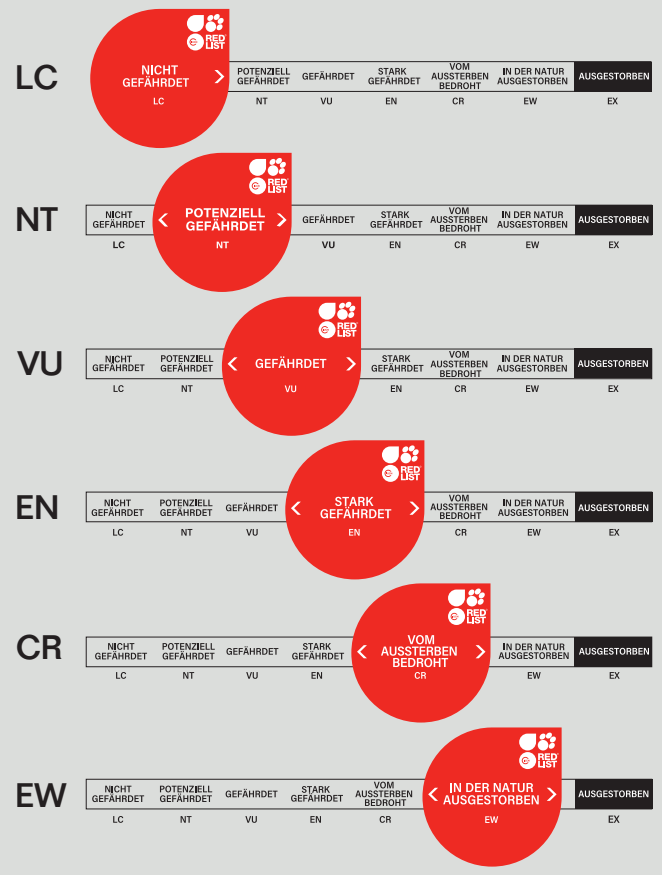 RED
LIST
LC
NICHT
GEFÄHRDET
LC
POTENZIELL
GEFÄHRDET
NT
GEFÄHRDET
VU
STARK
GEFÄHRDET
EN
VOM
AUSSTERBEN
BEDROHT
CR
IN DER NATUR
AUSGESTORBEN
EW
AUSGESTORBEN
EX
RED
LIST
NT
NICHT
GEFÄHRDET
LC
POTENZIELL
GEFÄHRDET
NT
GEFÄHRDET
VU
STARK
GEFÄHRDET
EN
VOM
AUSSTERBEN
BEDROHT
CR
IN DER NATUR
AUSGESTORBEN
EW
AUSGESTORBEN
EX
RED
LIST
VU
NICHT
GEFÄHRDET
LC
POTENZIELL
GEFÄHRDET
NT
GEFÄHRDET
VU
STARK
GEFÄHRDET
EN
VOM
AUSSTERBEN
BEDROHT
CR
IN DER NATUR
AUSGESTORBEN
EW
AUSGESTORBEN
EX
RED
LIST
EN
NICHT
GEFÄHRDET
LC
POTENZIELL
GEFÄHRDET
NT
GEFÄHRDET
VU
STARK
GEFÄHRDET
EN
VOM
AUSSTERBEN
BEDROHT
CR
IN DER NATUR
AUSGESTORBEN
EW
AUSGESTORBEN
EX
RED
LIST
CR
NICHT
GEFÄHRDET
LC
POTENZIELL
GEFÄHRDET
NT
GEFÄHRDET
VU
STARK
GEFÄHRDET
EN
VOM
AUSSTERBEN
BEDROHT
CR
IN DER NATUR
AUSGESTORBEN
EW
AUSGESTORBEN
EX
RED
LIST
EW
NICHT
GEFÄHRDET
LC
POTENZIELL
GEFÄHRDET
NT
GEFÄHRDET
VU
STARK
GEFÄHRDET
EN
VOM
AUSSTERBEN
BEDROHT
CR
IN DER NATUR
AUSGESTORBEN
EW
AUSGESTORBEN
EX